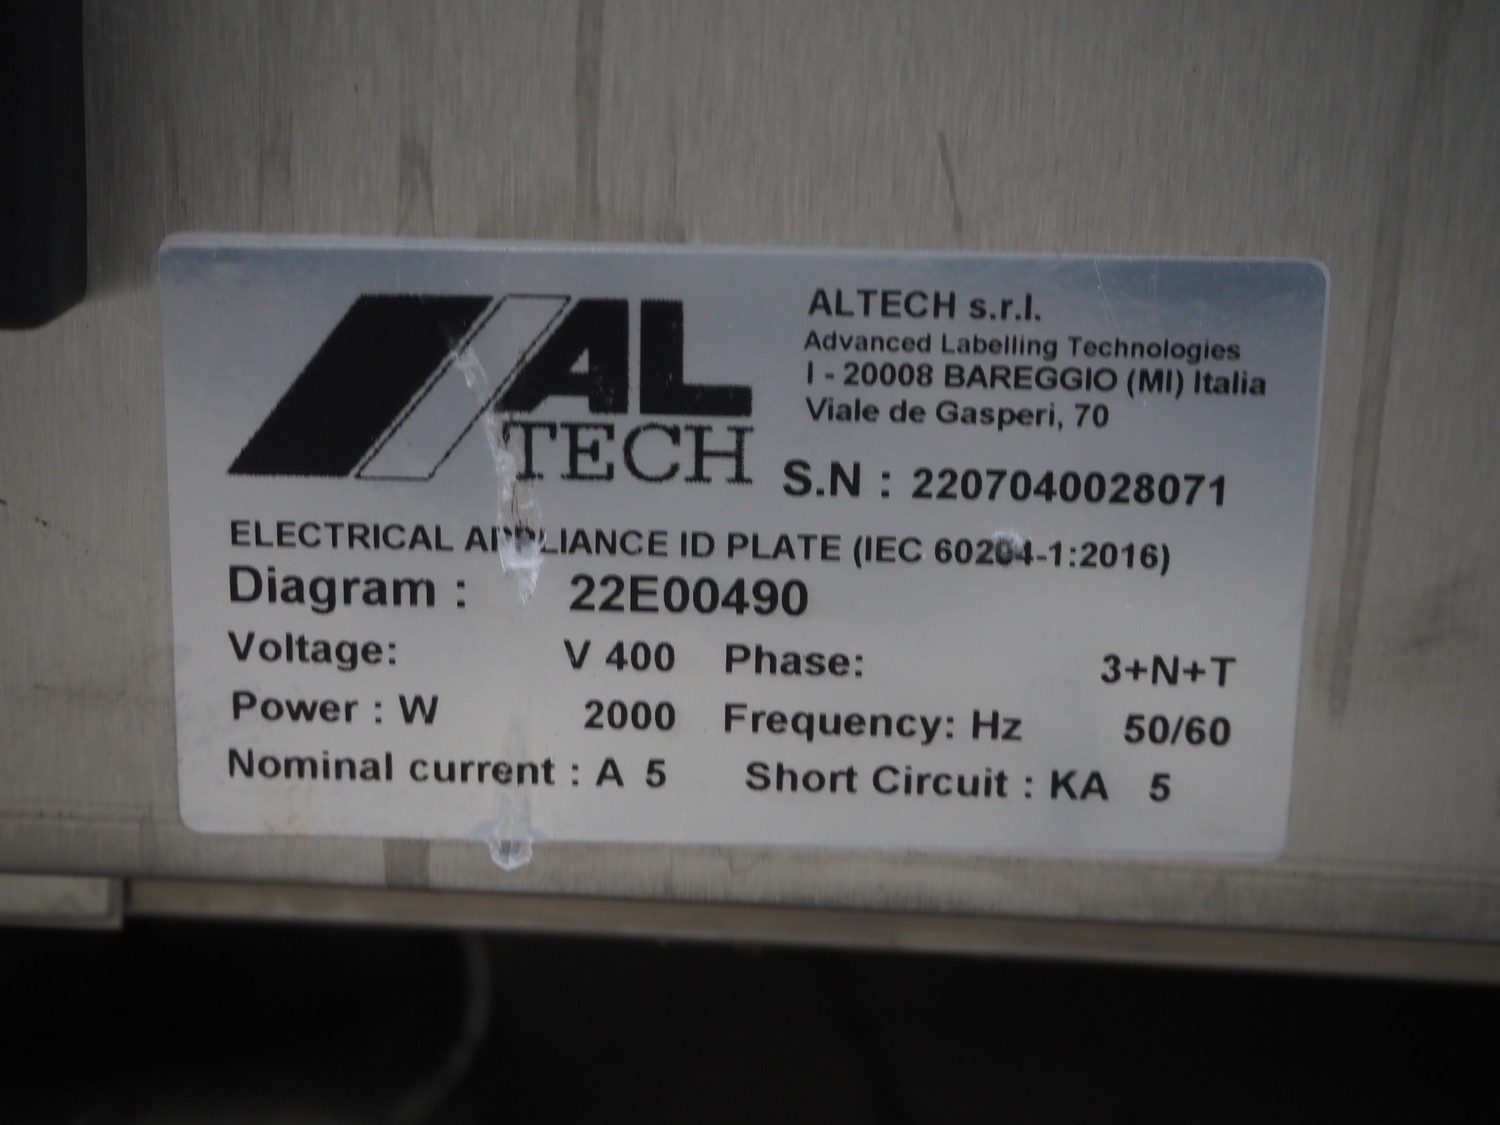 AL
TECH
ALTECH s.r.l.
Advanced Labelling Technologies
I - 20008 BAREGGIO (MI) Italia
Viale de Gasperi, 70
S.N : 2207040028071
ELECTRICAL APPLIANCE ID PLATE (IEC 60204-1:2016)
Diagram : 22E00490
Voltage: V 400 Phase: 3+N+T
Power : W 2000 Frequency: Hz 50/60
Nominal current : A 5 Short Circuit : KA 5